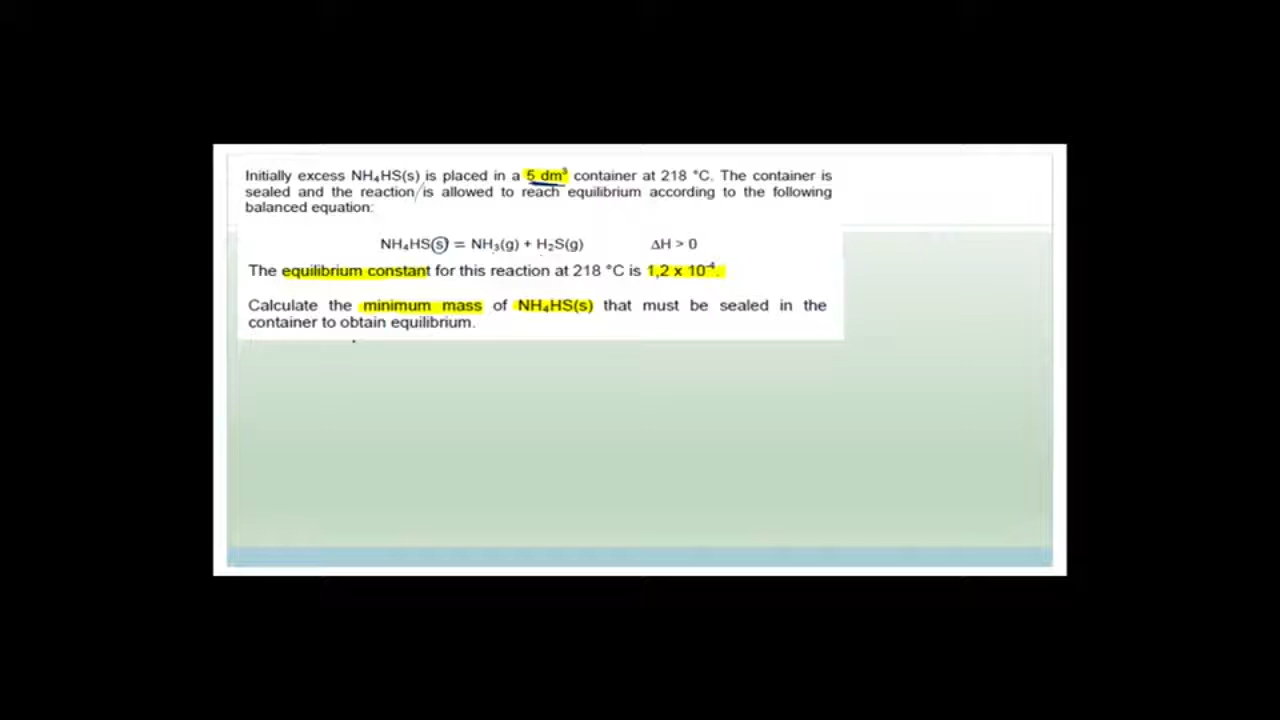 Initially excess NH₄HS(s) is placed in a 5 dm³ container at 218 °C. The container is
sealed and the reaction is allowed to reach equilibrium according to the following
balanced equation:
NH₄HS(s) = NH₃(g) + H₂S(g) ΔH > 0
The equilibrium constant for this reaction at 218 °C is 1,2 x 10⁻⁴.
Calculate the minimum mass of NH₄HS(s) that must be sealed in the
container to obtain equilibrium.